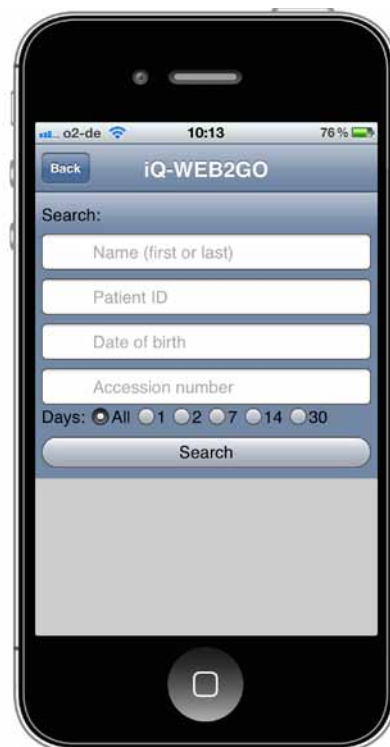 o2-de 10:13 76%
Back iQ-WEB2GO
Search:
Name (first or last)
Patient ID
Date of birth
Accession number
Days: All 1 2 7 14 30
Search